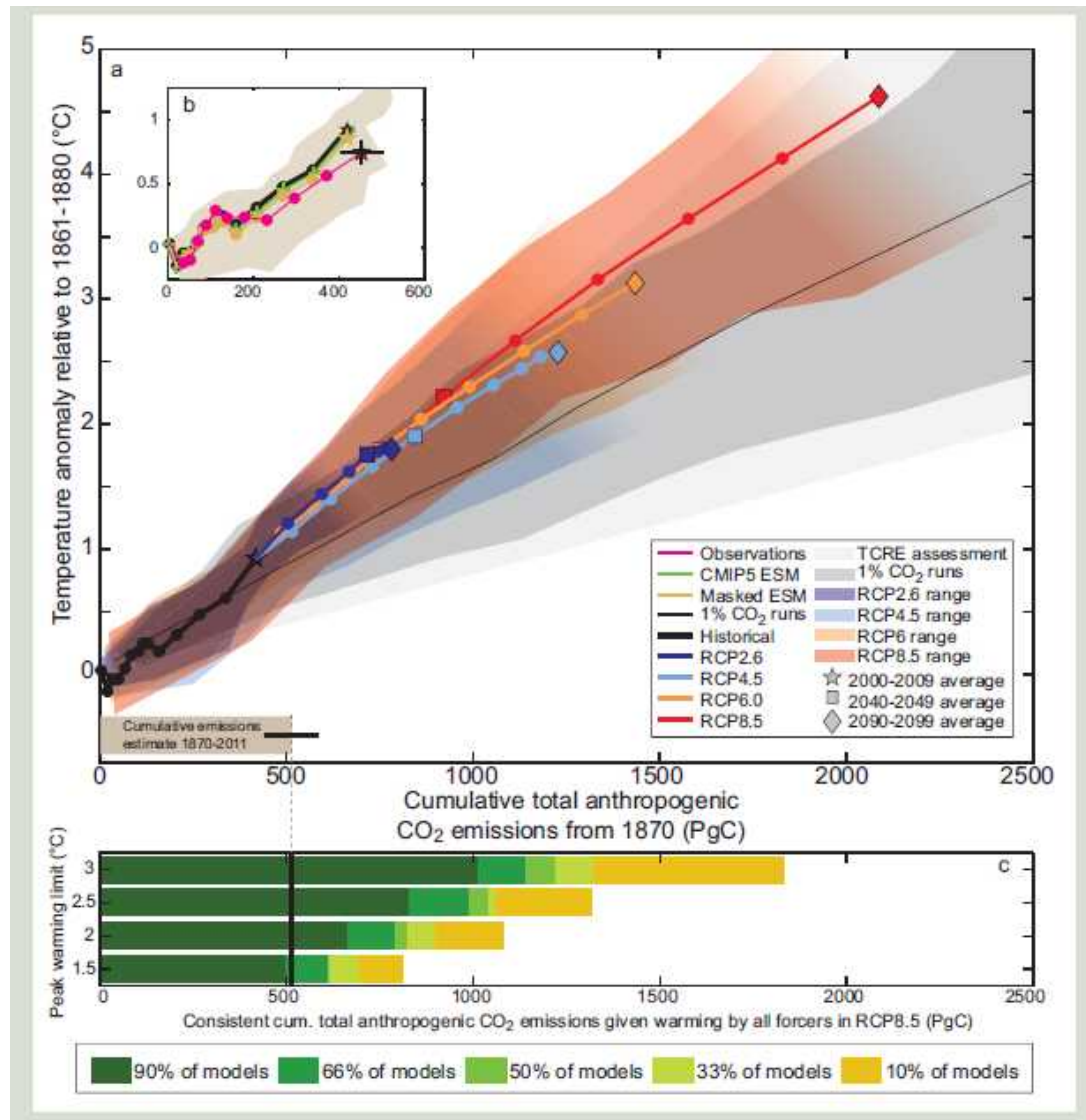 Temperature anomaly relative to 1861-1880 (°C)
5
4
3
2
1
0
a
b
1
0.5
0
0
200
400
600
Observations
CMIP5 ESM
Masked ESM
1% CO2 runs
Historical
RCP2.6
RCP4.5
RCP6.0
RCP8.5
TCRE assessment
1% CO2 runs
RCP2.6 range
RCP4.5 range
RCP6 range
RCP8.5 range
2000-2009 average
2040-2049 average
2090-2099 average
Cumulative emissions
estimate 1870-2011
0
500
1000
1500
2000
2500
Cumulative total anthropogenic
CO2 emissions from 1870 (PgC)
Peak warming limit (°C)
3
2.5
2
1.5
c
0
500
1000
1500
2000
2500
Consistent cum. total anthropogenic CO2 emissions given warming by all forcers in RCP8.5 (PgC)
90% of models
66% of models
50% of models
33% of models
10% of models